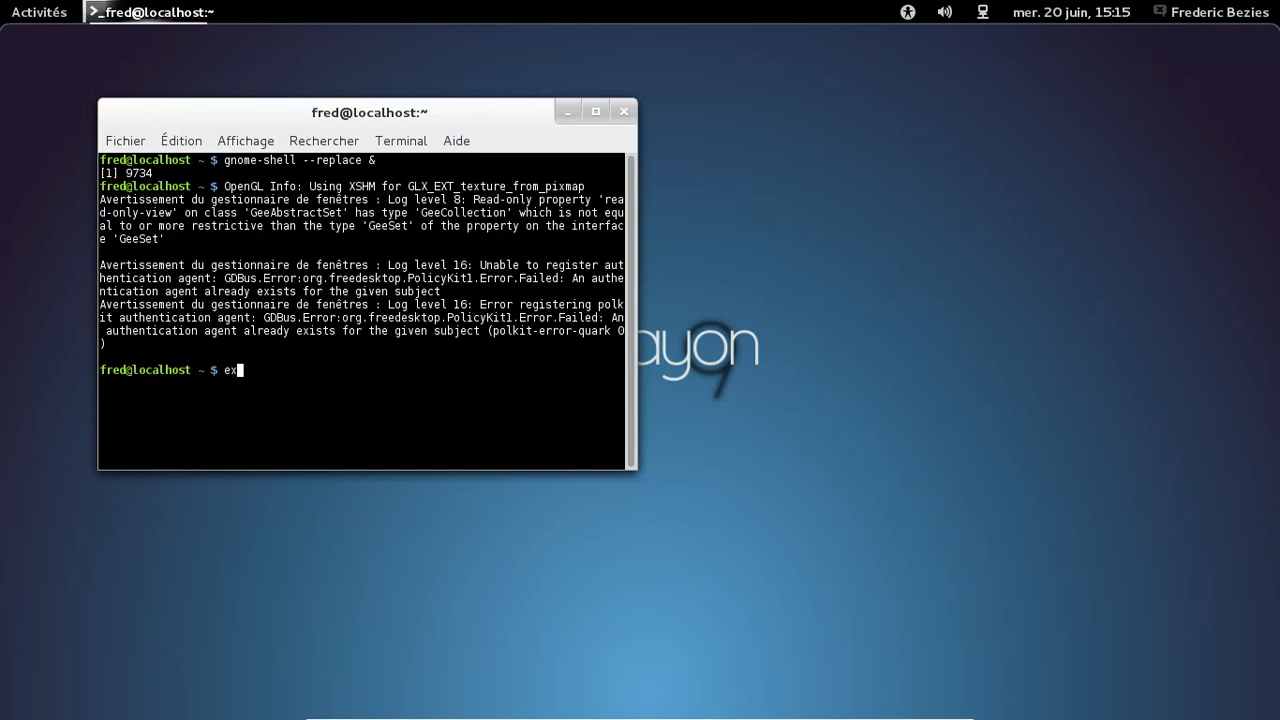 Activités
>_fred@localhost:~
mer. 20 juin, 15:15
Frederic Bezies
fred@localhost:~
Fichier Édition Affichage Rechercher Terminal Aide
fred@localhost ~ $ gnome-shell --replace &
[1] 9734
fred@localhost ~ $ OpenGL Info: Using XSHM for GLX_EXT_texture_from_pixmap
Avertissement du gestionnaire de fenêtres : Log level 8: Read-only property 'rea
d-only-view' on class 'GeeAbstractSet' has type 'GeeCollection' which is not equ
al to or more restrictive than the type 'GeeSet' of the property on the interfac
e 'GeeSet'
Avertissement du gestionnaire de fenêtres : Log level 16: Unable to register aut
hentication agent: GDBus.Error:org.freedesktop.PolicyKit1.Error.Failed: An authe
ntication agent already exists for the given subject
Avertissement du gestionnaire de fenêtres : Log level 16: Error registering polk
it authentication agent: GDBus.Error:org.freedesktop.PolicyKit1.Error.Failed: An
 authentication agent already exists for the given subject (polkit-error-quark 0
)
fred@localhost ~ $ ex
ayon
9